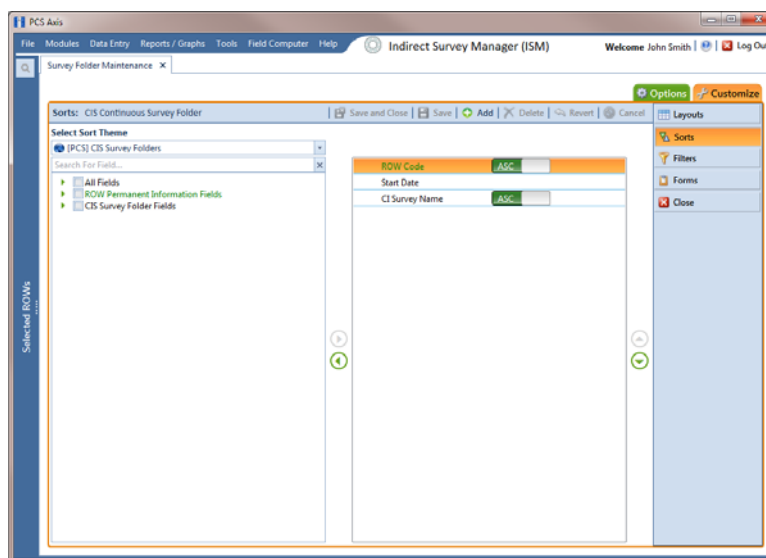 PCS Axis
File Modules Data Entry Reports / Graphs Tools Field Computer Help Indirect Survey Manager (ISM) Welcome John Smith | | Log Ou
Survey Folder Maintenance X
Options Customize
Sorts: CIS Continuous Survey Folder | Save and Close | Save | Add | Delete | Revert | Cancel
Layouts
Select Sort Theme
Sorts
[PCS] CIS Survey Folders
Search For Field...
Filters
ROW Code ASC
All Fields
Start Date
Forms
ROW Permanent Information Fields
CIS Survey Folder Fields
CI Survey Name ASC
Close
Selected ROWs